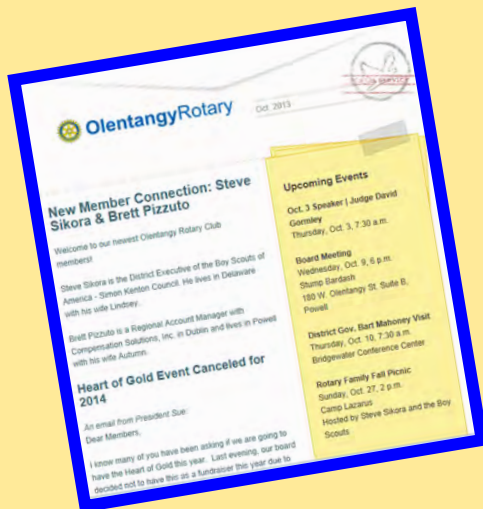 OlentangyRotary
Oct. 2013
New Member Connection: Steve
Sikora & Brett Pizzuto
Welcome to our newest Olentangy Rotary Club
members!
Steve Sikora is the District Executive of the Boy Scouts of
America - Simon Kenton Council. He lives in Delaware
with his wife Lindsey.
Brett Pizzuto is a Regional Account Manager with
Compensation Solutions, Inc. in Dublin and lives in Powell
with his wife Autumn.
Heart of Gold Event Canceled for
2014
An email from President Sue:
Dear Members,
I know many of you have been asking if we are going to
have the Heart of Gold this year. Last evening, our board
decided not to have this as a fundraiser this year due to
Upcoming Events
Oct. 3 Speaker | Judge David
Gormley
Thursday, Oct. 3, 7:30 a.m.
Board Meeting
Wednesday, Oct. 9, 6 p.m.
Stump Bardash
180 W. Olentangy St. Suite B,
Powell
District Gov. Bart Mahoney Visit
Thursday, Oct. 10, 7:30 a.m.
Bridgewater Conference Center
Rotary Family Fall Picnic
Sunday, Oct. 27, 2 p.m.
Camp Lazarus
Hosted by Steve Sikora and the Boy
Scouts